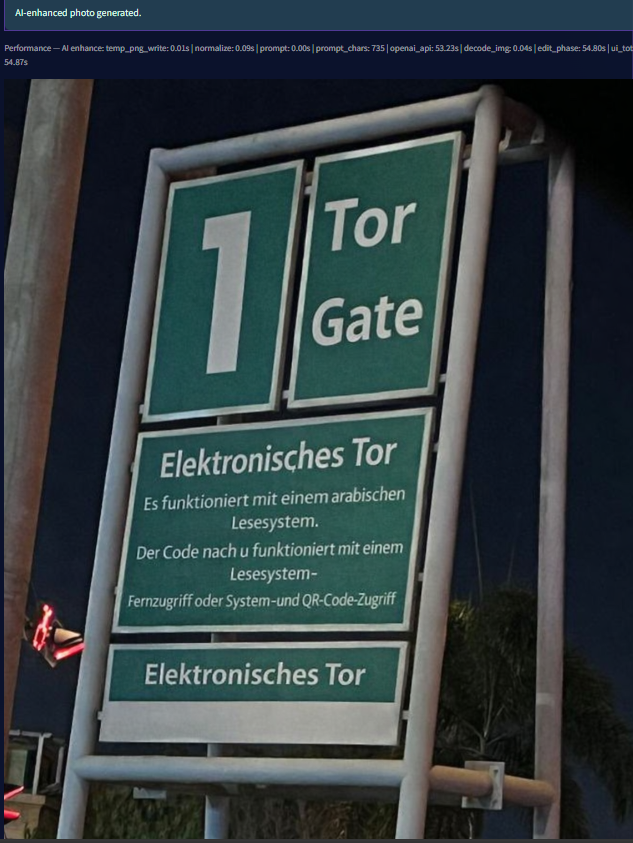 AI-enhanced photo generated.
Performance — AI enhance: temp_png_write: 0.01s | normalize: 0.09s | prompt: 0.00s | prompt_chars: 735 | openai_api: 53.23s | decode_img: 0.04s | edit_phase: 54.80s | ui_tot
54.87s
1
Tor
Gate
Elektronisches Tor
Es funktioniert mit einem arabischen
Lesesystem.
Der Code nach u funktioniert mit einem
Lesesystem–
Fernzugriff oder System-und QR-Code-Zugriff
Elektronisches Tor